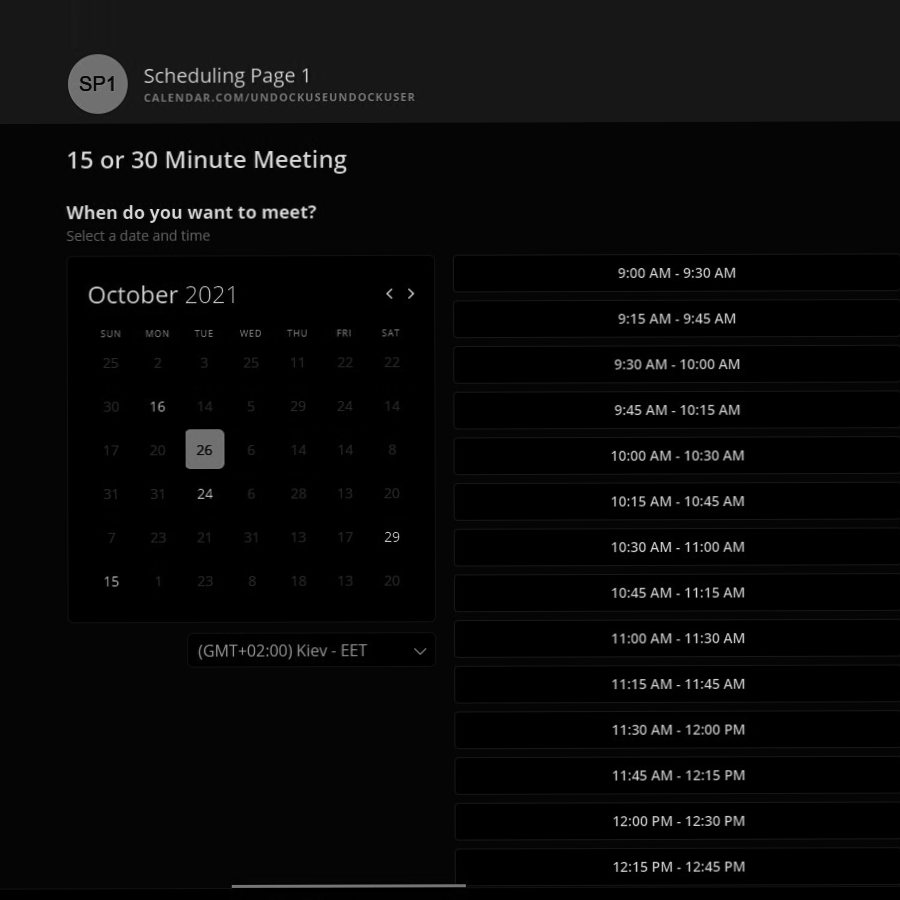 SP1
Scheduling Page 1
CALENDAR.COM/UNDOCKUSEUNDOCKUSER
15 or 30 Minute Meeting
When do you want to meet?
Select a date and time
October 2021
SUN MON TUE WED THU FRI SAT
25 2 3 25 11 22 22
30 16 14 5 29 24 14
17 20 26 6 14 14 8
31 31 24 6 28 13 20
7 23 21 31 13 17 29
15 1 23 8 18 13 20
(GMT+02:00) Kiev - EET
9:00 AM - 9:30 AM
9:15 AM - 9:45 AM
9:30 AM - 10:00 AM
9:45 AM - 10:15 AM
10:00 AM - 10:30 AM
10:15 AM - 10:45 AM
10:30 AM - 11:00 AM
10:45 AM - 11:15 AM
11:00 AM - 11:30 AM
11:15 AM - 11:45 AM
11:30 AM - 12:00 PM
11:45 AM - 12:15 PM
12:00 PM - 12:30 PM
12:15 PM - 12:45 PM